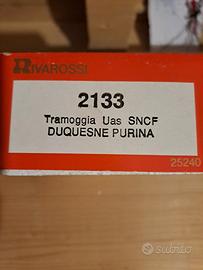 RIVAROSSI
2133
Tramoggia Uas SNCF
DUQUESNE PURINA
25240
subito